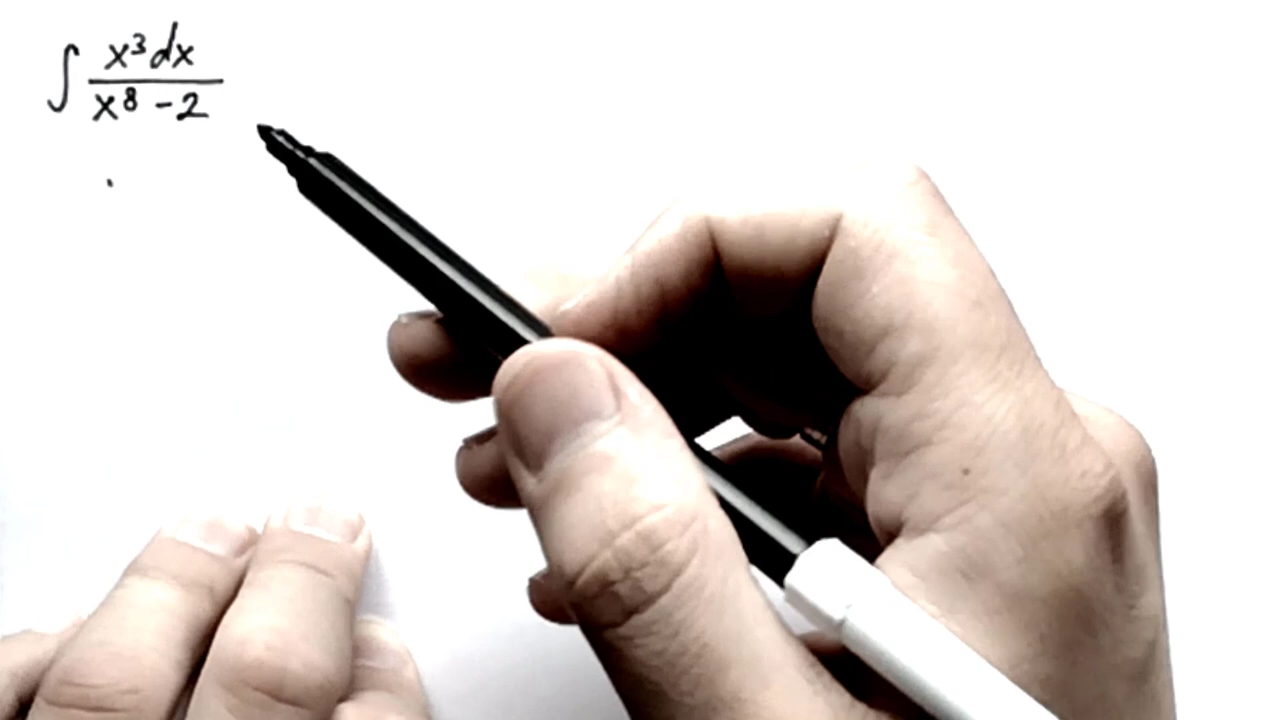 ∫ x³dx / x⁸ - 2